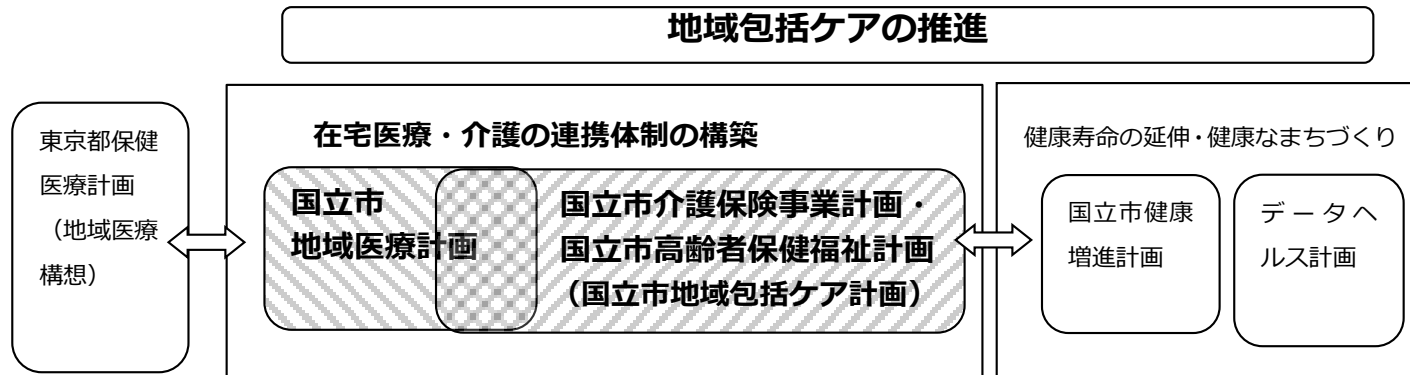 地域包括ケアの推進
東京都保健
医療計画
（地域医療
構想）
在宅医療・介護の連携体制の構築
国立市
地域医療計画
国立市介護保険事業計画・
国立市高齢者保健福祉計画
（国立市地域包括ケア計画）
健康寿命の延伸・健康なまちづくり
国立市健康
増進計画
データヘ
ルス計画